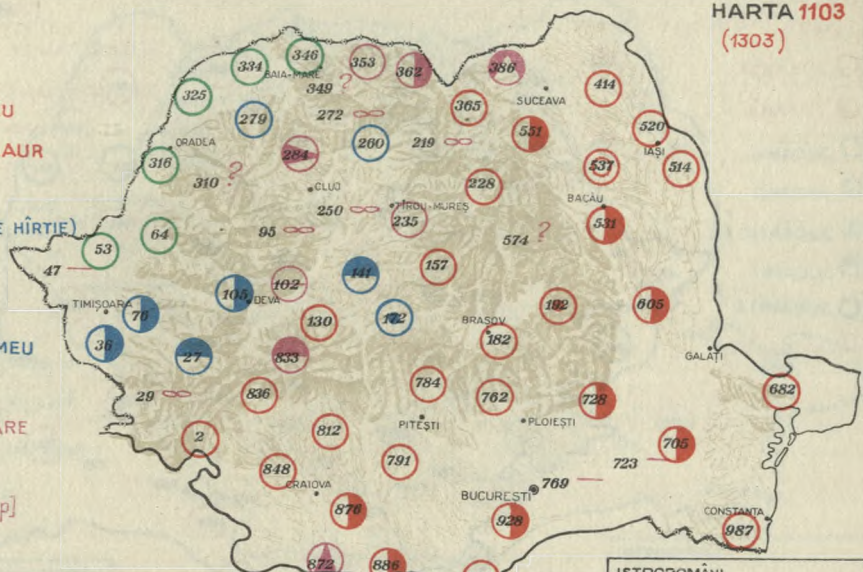 HARTA 1103
(1303)
346
334
BAIA-MARE
353
362
386
349 ?
414
325
SUCEAVA
U
279
272
365
520
AUR
ORADEA
260
219
551
IAȘI
284
316
537
514
310 ?
CLUJ
228
BACĂU
250
TÎRGU-MUREȘ
235
E HÎRTIE)
95
574 ?
531
53
64
47
157
141
102
105
DEVA
TIMIȘOARA
76
192
605
172
130
BRAȘOV
182
36
MEU
27
833
GALAȚI
29
836
784
762
728
682
ARE
2
812
PITEȘTI
PLOIEȘTI
705
791
723
848
CRAIOVA
769
BUCUREȘTI
p]
876
928
CONSTANȚA
987
872
886
ISTROROMÂNI